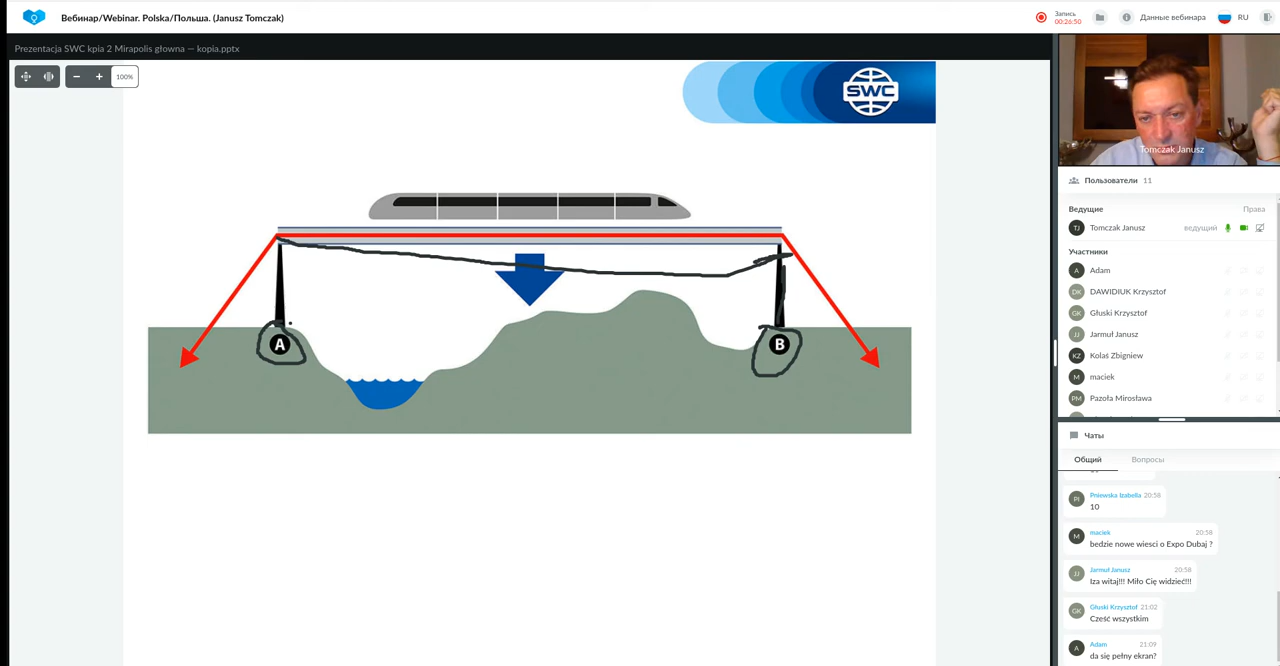 Вебинар/Webinar. Polska/Польша. (Janusz Tomczak)
Запись
00:26:50
Данные вебинара
RU
Prezentacja SWC kpia 2 Mirapolis głowna — kopia.pptx
100%
SWC
A
B
Tomczak Janusz
Пользователи 11
Ведущие Права
TJ Tomczak Janusz ведущий
Участники
A Adam
DK DAWIDIUK Krzysztof
GK Głuski Krzysztof
JJ Jarmuł Janusz
KZ Kolaś Zbigniew
M maciek
PM Pazoła Mirosława
Чаты
Общий Вопросы
PI Pniewska Izabella 20:58
10
M maciek 20:58
bedzie nowe wiesci o Expo Dubaj ?
JJ Jarmuł Janusz 20:58
Iza witaj!!! Miło Cię widzieć!!!
GK Głuski Krzysztof 21:02
Cześć wszystkim
A Adam 21:09
da się pełny ekran?